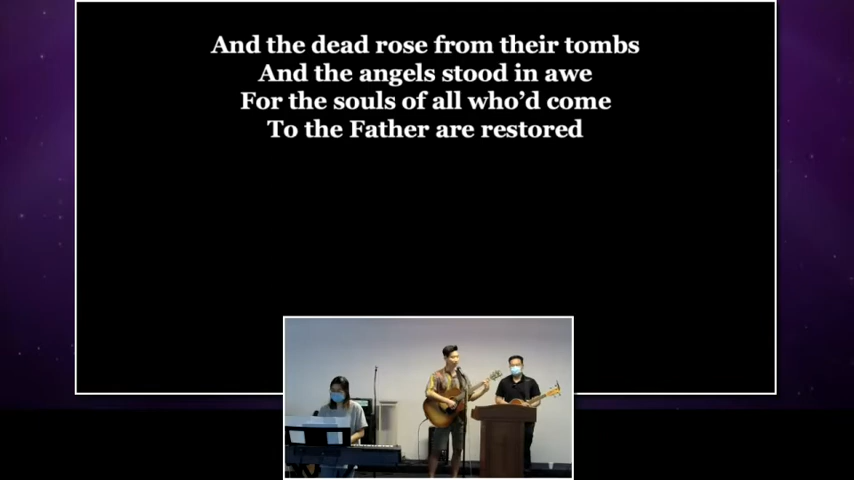 And the dead rose from their tombs
And the angels stood in awe
For the souls of all who’d come
To the Father are restored